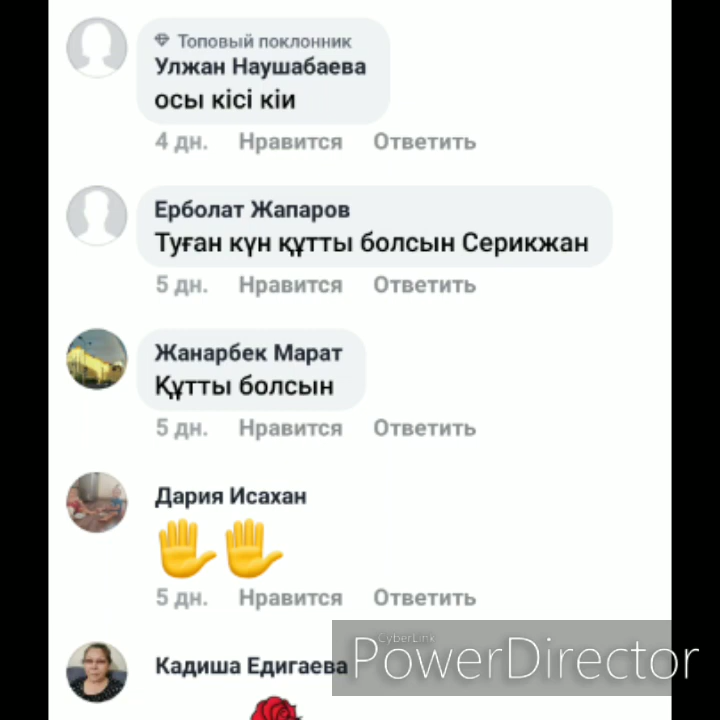 Топовый поклонник
Улжан Наушабаева
осы кісі кіи
4 дн. Нравится Ответить
Ерболат Жапаров
Туған күн құтты болсын Серикжан
5 дн. Нравится Ответить
Жанарбек Марат
Құтты болсын
5 дн. Нравится Ответить
Дария Исахан
5 дн. Нравится Ответить
Кадиша Едигаева
CyberLink
PowerDirector